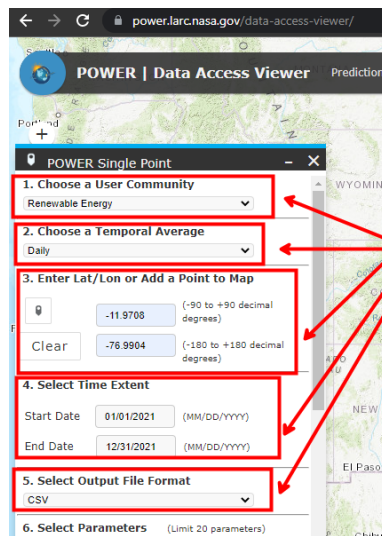 power.larc.nasa.gov/data-access-viewer/
POWER | Data Access Viewer Prediction
POWER Single Point
1. Choose a User Community
Renewable Energy
2. Choose a Temporal Average
Daily
3. Enter Lat/Lon or Add a Point to Map
-11.9708 (-90 to +90 decimal degrees)
Clear -76.9904 (-180 to +180 decimal degrees)
4. Select Time Extent
Start Date 01/01/2021 (MM/DD/YYYY)
End Date 12/31/2021 (MM/DD/YYYY)
5. Select Output File Format
CSV
6. Select Parameters (Limit 20 parameters)
WYOMIN
NEW
El Paso